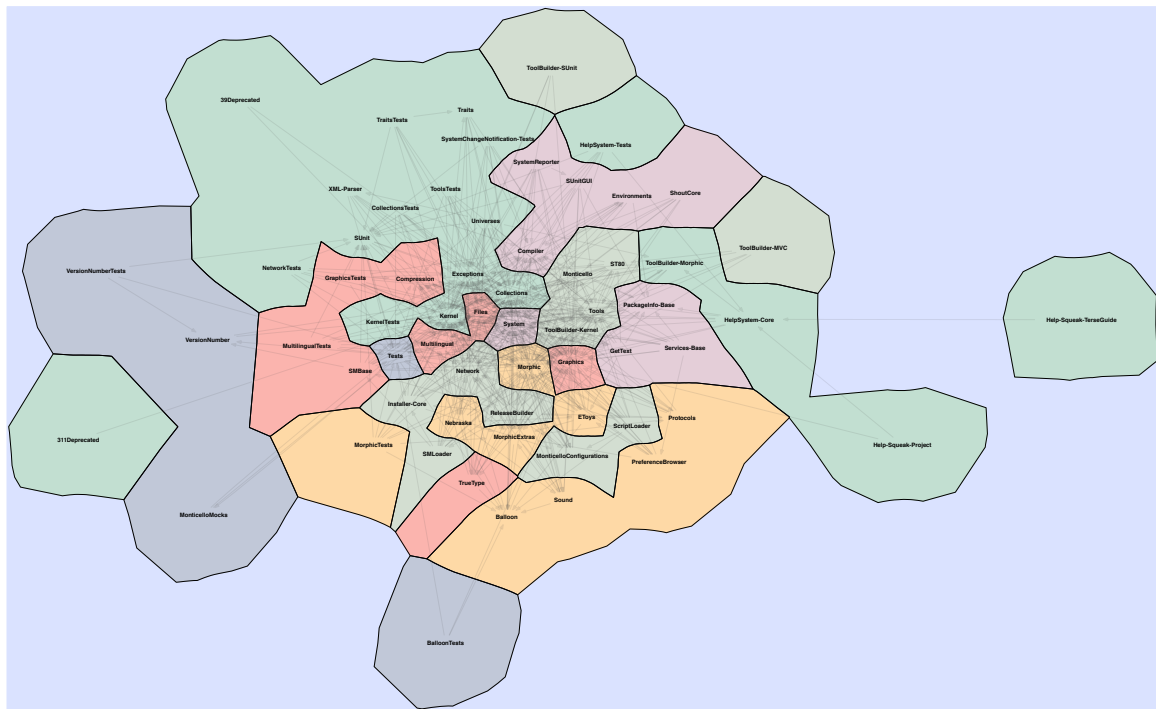 ToolBuilder-SUnit
39Deprecated
Traits
TraitsTests
SystemChangeNotification-Tests
HelpSystem-Tests
SystemReporter
SUnitGUI
XML-Parser
ToolsTests
Environments
ShoutCore
CollectionsTests
Universes
SUnit
Compiler
ToolBuilder-MVC
NetworkTests
VersionNumberTests
GraphicsTests
Compression
Exceptions
Monticello
ST80
ToolBuilder-Morphic
Collections
PackageInfo-Base
Kernel
Files
Tools
KernelTests
System
HelpSystem-Core
Help-Squeak-TerseGuide
ToolBuilder-Kernel
VersionNumber
MultilingualTests
Multilingual
GetText
Services-Base
Tests
Graphics
SMBase
Network
Morphic
Installer-Core
ReleaseBuilder
EToys
Protocols
Nebraska
ScriptLoader
311Deprecated
MorphicTests
MorphicExtras
Help-Squeak-Project
SMLoader
MonticelloConfigurations
PreferenceBrowser
TrueType
Sound
MonticelloMocks
Balloon
BalloonTests